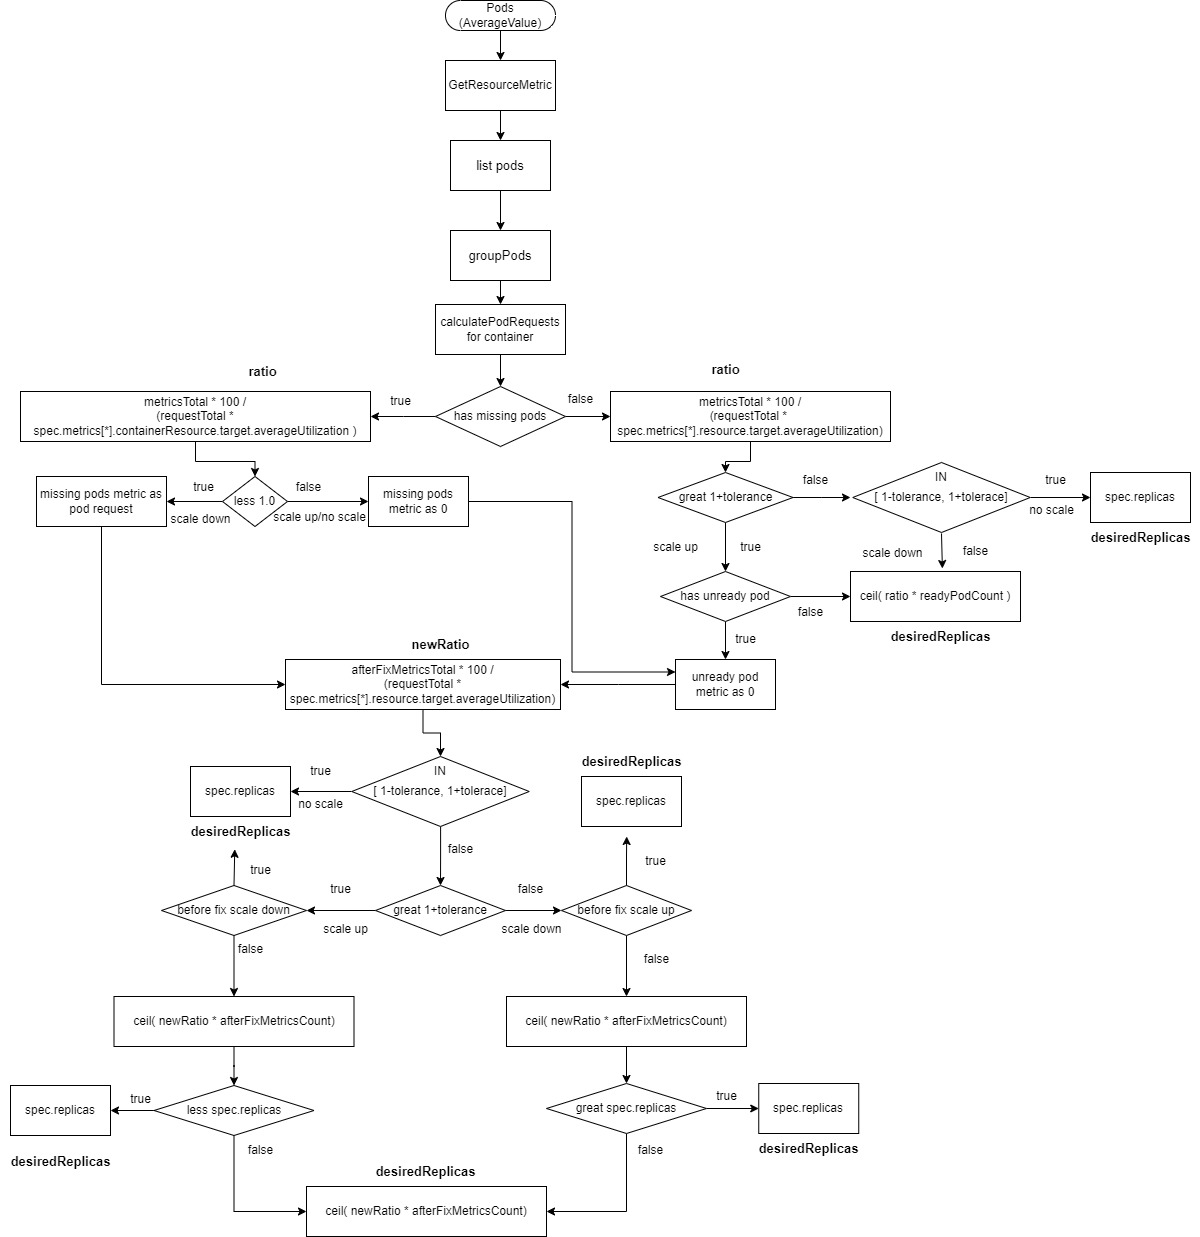 Pods
(AverageValue)
GetResourceMetric
list pods
groupPods
calculatePodRequests
for container
ratio
ratio
metricsTotal * 100 /
(requestTotal *
spec.metrics[*].containerResource.target.averageUtilization )
true
has missing pods
false
metricsTotal * 100 /
(requestTotal *
spec.metrics[*].resource.target.averageUtilization)
missing pods metric as
pod request
true
scale down
less 1.0
false
scale up/no scale
missing pods
metric as 0
great 1+tolerance
false
IN
[ 1-tolerance, 1+tolerace]
true
no scale
spec.replicas
desiredReplicas
scale up
true
scale down
false
has unready pod
false
ceil( ratio * readyPodCount )
desiredReplicas
true
newRatio
afterFixMetricsTotal * 100 /
(requestTotal *
spec.metrics[*].resource.target.averageUtilization)
unready pod
metric as 0
spec.replicas
desiredReplicas
true
no scale
IN
[ 1-tolerance, 1+tolerace]
desiredReplicas
spec.replicas
false
true
true
before fix scale down
true
scale up
great 1+tolerance
false
scale down
before fix scale up
false
false
ceil( newRatio * afterFixMetricsCount)
ceil( newRatio * afterFixMetricsCount)
spec.replicas
desiredReplicas
true
less spec.replicas
great spec.replicas
true
spec.replicas
desiredReplicas
false
false
desiredReplicas
ceil( newRatio * afterFixMetricsCount)